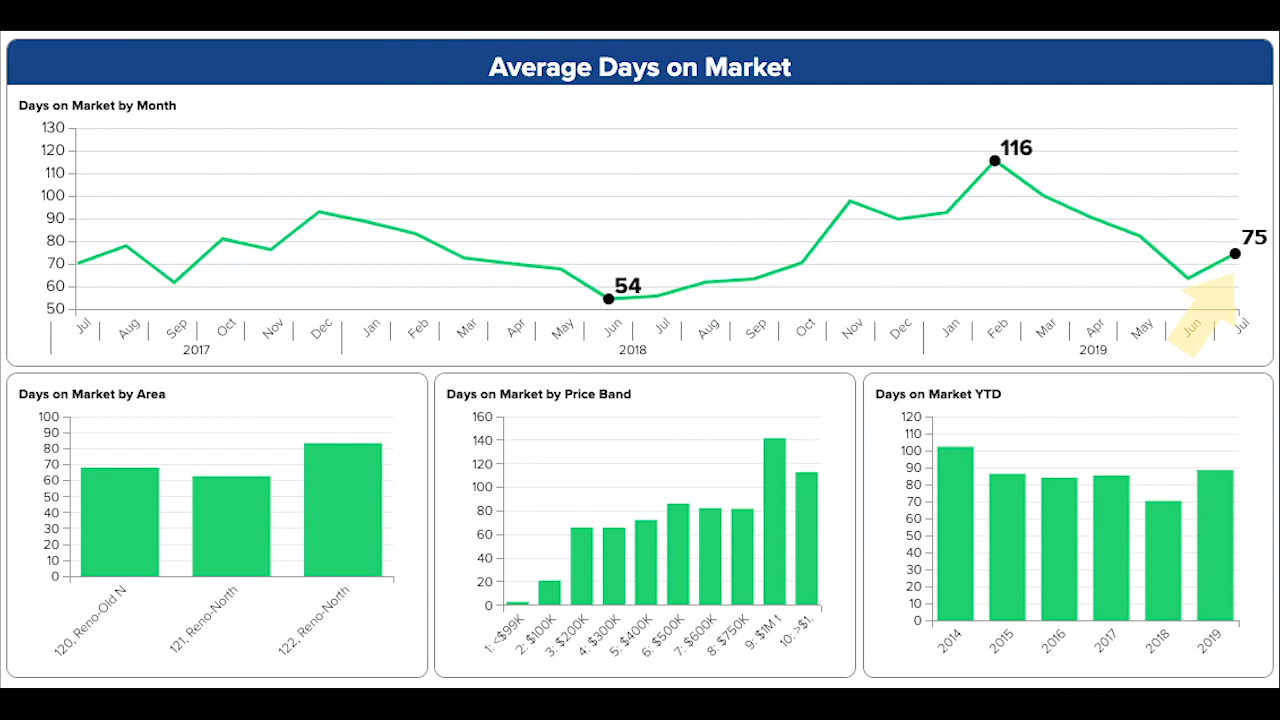 Average Days on Market
Days on Market by Month
130
120
110
100
90
80
70
60
50
116
75
54
Jul Aug Sep Oct Nov Dec Jan Feb Mar Apr May Jun Jul Aug Sep Oct Nov Dec Jan Feb Mar Apr May Jun Jul
2017 2018 2019
Days on Market by Area
100
90
80
70
60
50
40
30
20
10
0
120, Reno-Old N
121, Reno-North
122, Reno-North
Days on Market by Price Band
160
140
120
100
80
60
40
20
0
1: <$99K
2: $100K
3: $200K
4: $300K
5: $400K
6: $500K
7: $600K
8: $750K
9: $1M t
10: >$1.
Days on Market YTD
120
110
100
90
80
70
60
50
40
30
20
10
0
2014 2015 2016 2017 2018 2019